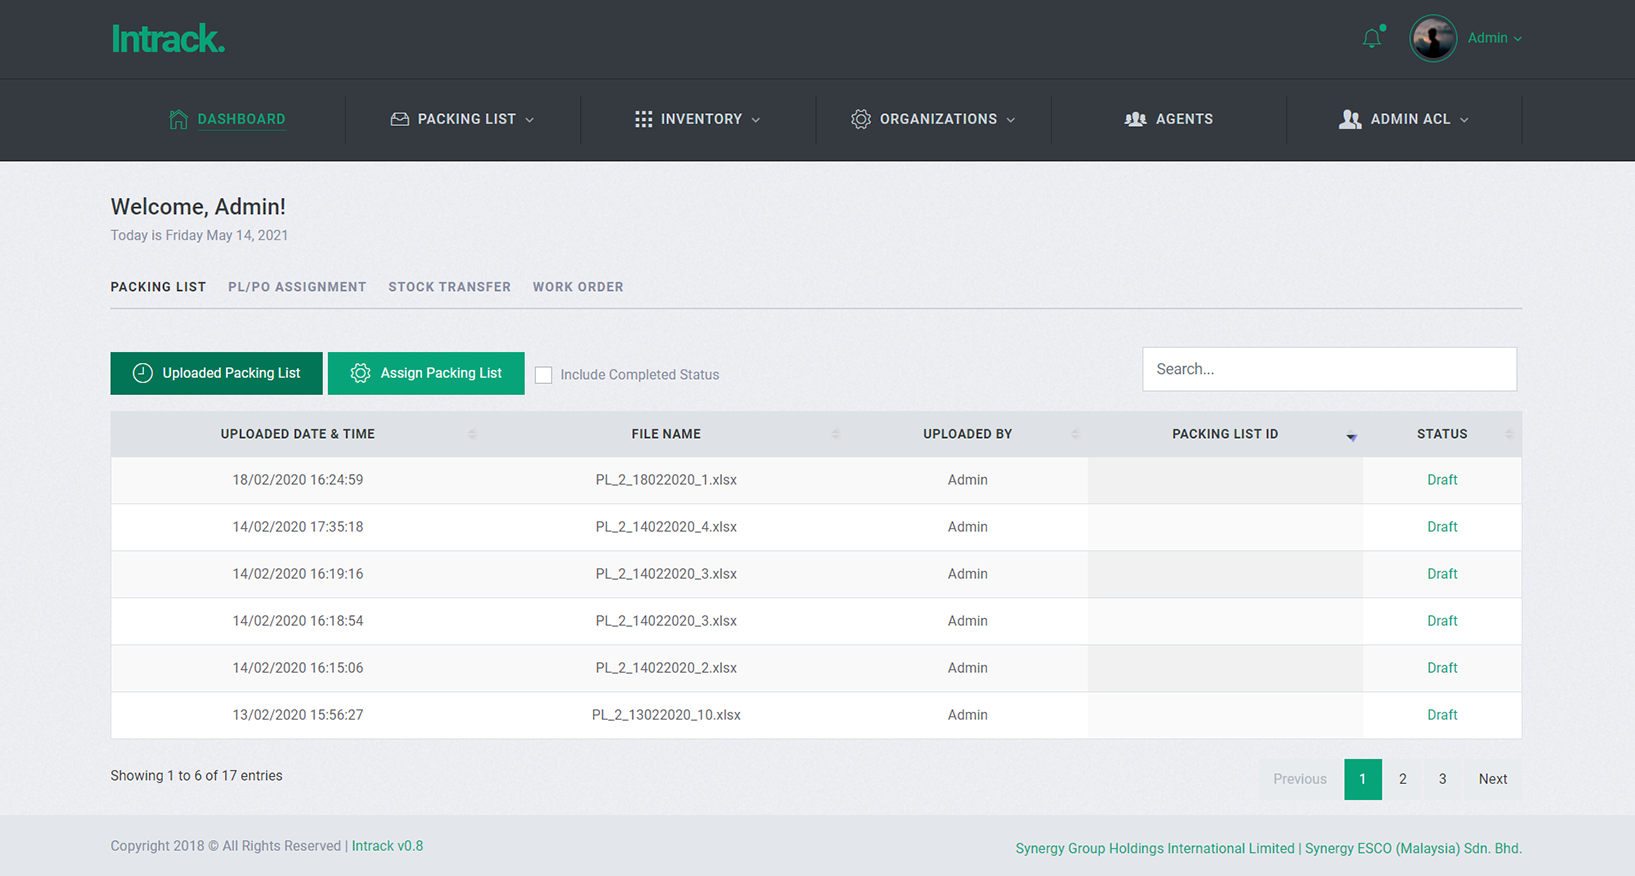 Intrack.
Admin
DASHBOARD
PACKING LIST
INVENTORY
ORGANIZATIONS
AGENTS
ADMIN ACL
Welcome, Admin!
Today is Friday May 14, 2021
PACKING LIST PL/PO ASSIGNMENT STOCK TRANSFER WORK ORDER
Uploaded Packing List Assign Packing List Include Completed Status Search...
UPLOADED DATE & TIME FILE NAME UPLOADED BY PACKING LIST ID STATUS
18/02/2020 16:24:59 PL_2_18022020_1.xlsx Admin Draft
14/02/2020 17:35:18 PL_2_14022020_4.xlsx Admin Draft
14/02/2020 16:19:16 PL_2_14022020_3.xlsx Admin Draft
14/02/2020 16:18:54 PL_2_14022020_3.xlsx Admin Draft
14/02/2020 16:15:06 PL_2_14022020_2.xlsx Admin Draft
13/02/2020 15:56:27 PL_2_13022020_10.xlsx Admin Draft
Showing 1 to 6 of 17 entries Previous 1 2 3 Next
Copyright 2018 © All Rights Reserved | Intrack v0.8
Synergy Group Holdings International Limited | Synergy ESCO (Malaysia) Sdn. Bhd.